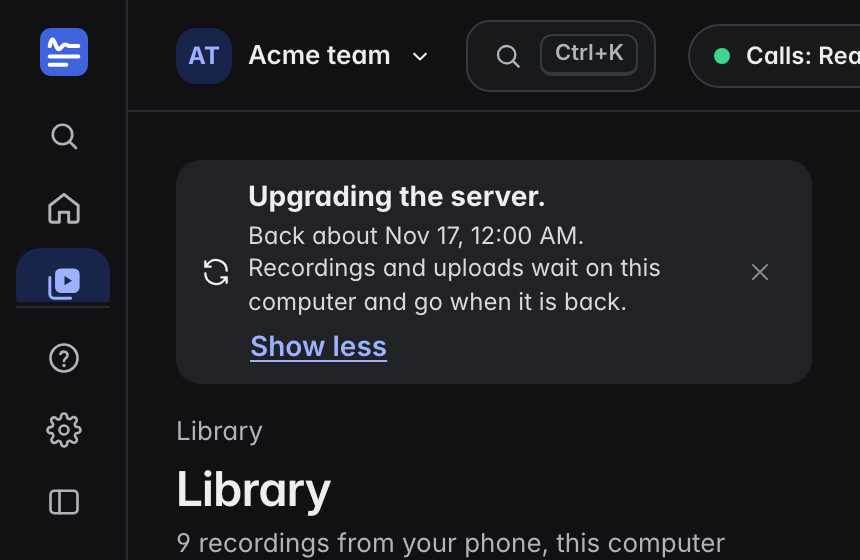 AT Acme team Ctrl+K Calls: Rea
Upgrading the server.
Back about Nov 17, 12:00 AM.
Recordings and uploads wait on this
computer and go when it is back.
Show less
Library
Library
9 recordings from your phone, this computer